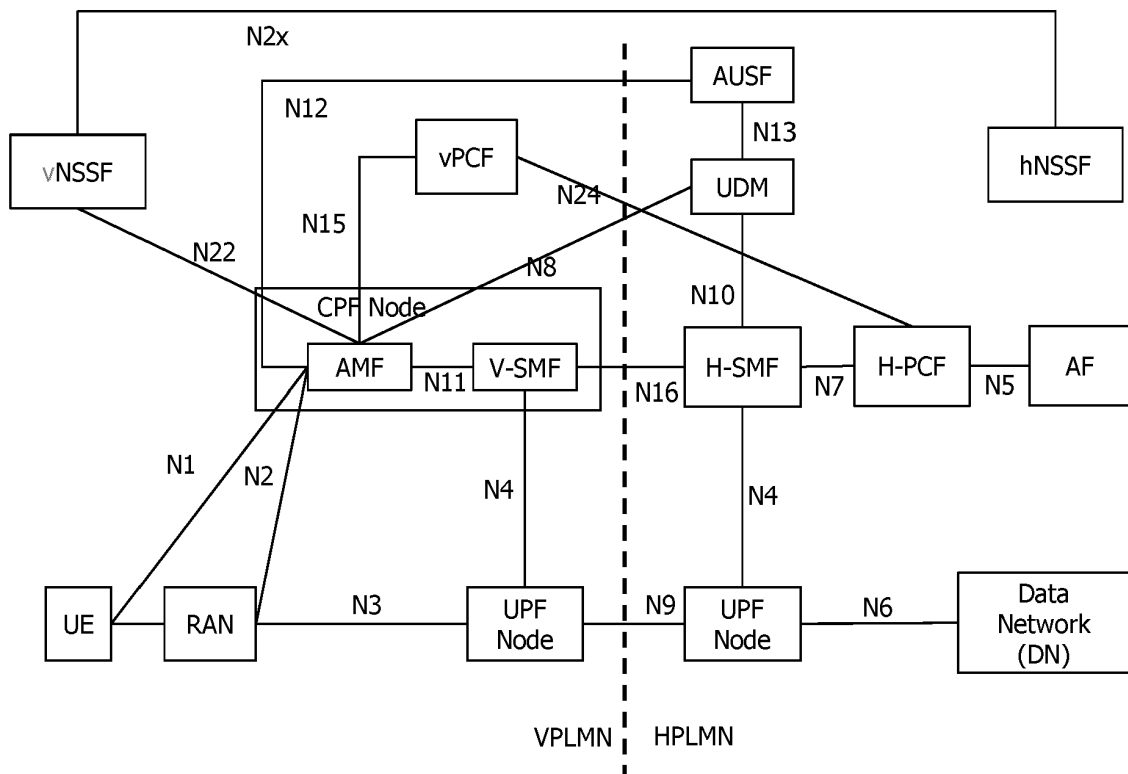 N2x
AUSF
N12
N13
vNSSF
vPCF
hNSSF
UDM
N24
N15
N22
N8
N10
CPF Node
AMF
N11
V-SMF
N16
H-SMF
N7
H-PCF
N5
AF
N1
N2
N4
N4
UE
RAN
N3
UPF
Node
N9
UPF
Node
N6
Data
Network
(DN)
VPLMN
HPLMN